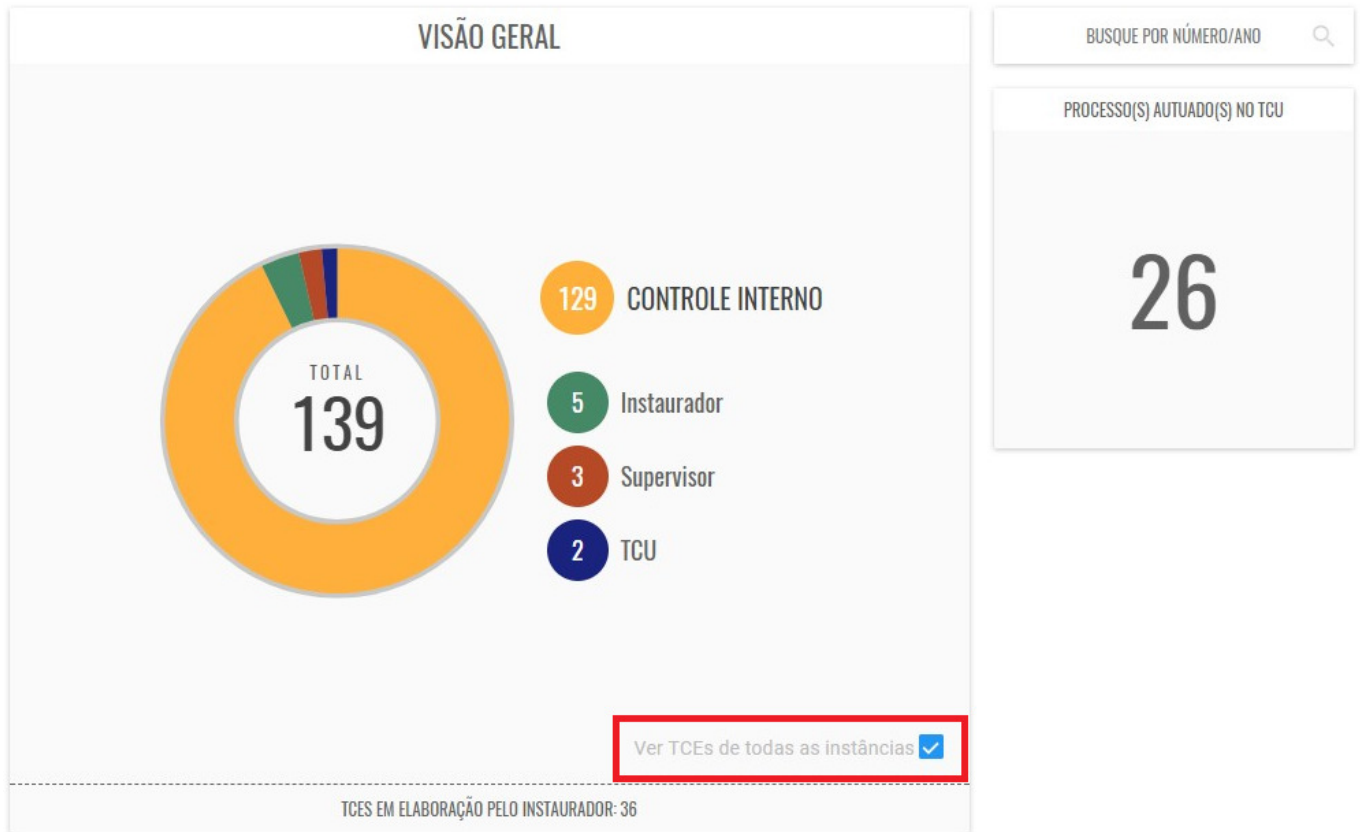 VISÃO GERAL
BUSQUE POR NÚMERO/ANO
PROCESSO(S) AUTUADO(S) NO TCU
26
TOTAL
139
129 CONTROLE INTERNO
5 Instaurador
3 Supervisor
2 TCU
Ver TCEs de todas as instâncias
TCES EM ELABORAÇÃO PELO INSTAURADOR: 36